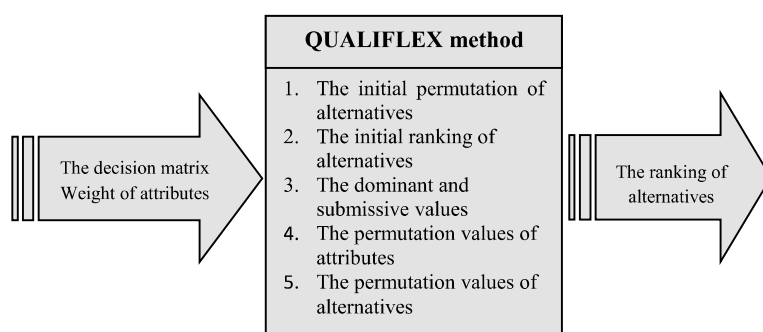 The decision matrix
Weight of attributes
QUALIFLEX method
1. The initial permutation of
alternatives
2. The initial ranking of
alternatives
3. The dominant and
submissive values
4. The permutation values of
attributes
5. The permutation values of
alternatives
The ranking of
alternatives